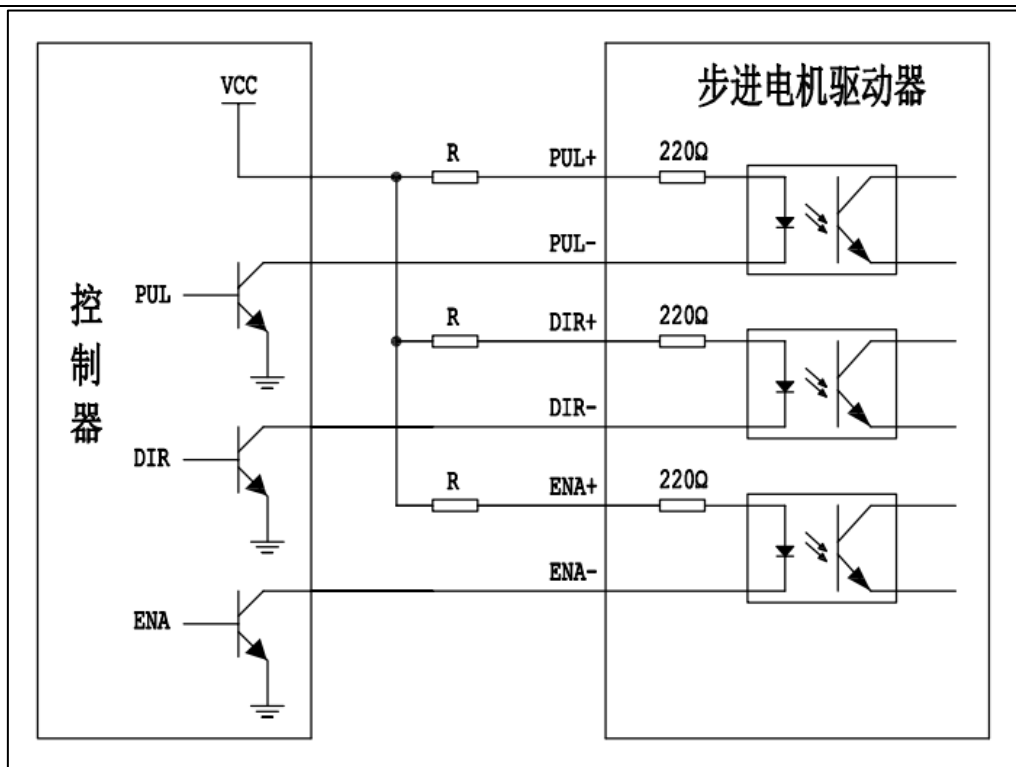 步进电机驱动器
VCC
R
PUL+
220Ω
PUL-
控制器
PUL
R
DIR+
220Ω
DIR-
DIR
R
ENA+
220Ω
ENA-
ENA